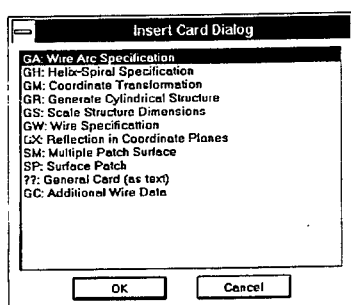 Insert Card Dialog
GA: Wire Arc Specification
GH: Helix-Spiral Specification
GM: Coordinate Transformation
GR: Generate Cylindrical Structure
GS: Scale Structure Dimensions
GW: Wire Specification
GX: Reflection in Coordinate Planes
SM: Multiple Patch Surface
SP: Surface Patch
??: General Card (as text)
GC: Additional Wire Data
OK
Cancel